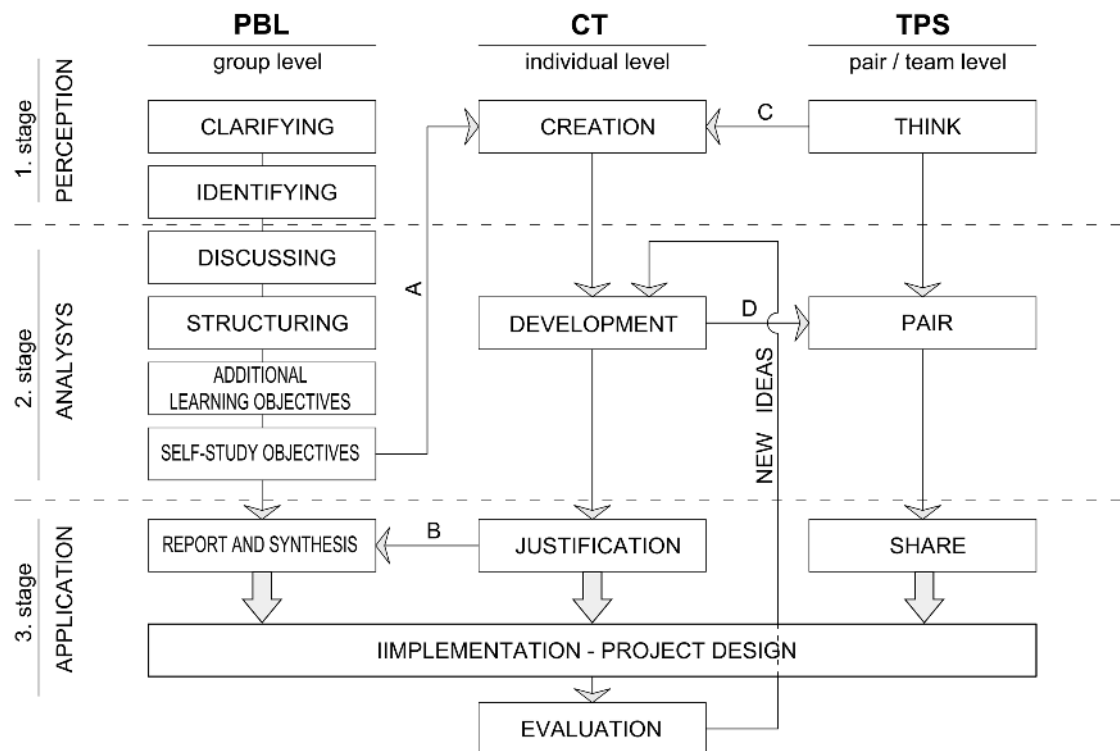 PBL
CT
TPS
group level
individual level
pair / team level
1. stage
PERCEPTION
CLARIFYING
CREATION
C
THINK
IDENTIFYING
2. stage
ANALYSIS
DISCUSSING
A
STRUCTURING
DEVELOPMENT
D
PAIR
ADDITIONAL
LEARNING OBJECTIVES
NEW IDEAS
SELF-STUDY OBJECTIVES
3. stage
APPLICATION
REPORT AND SYNTHESIS
B
JUSTIFICATION
SHARE
IIMPLEMENTATION - PROJECT DESIGN
EVALUATION